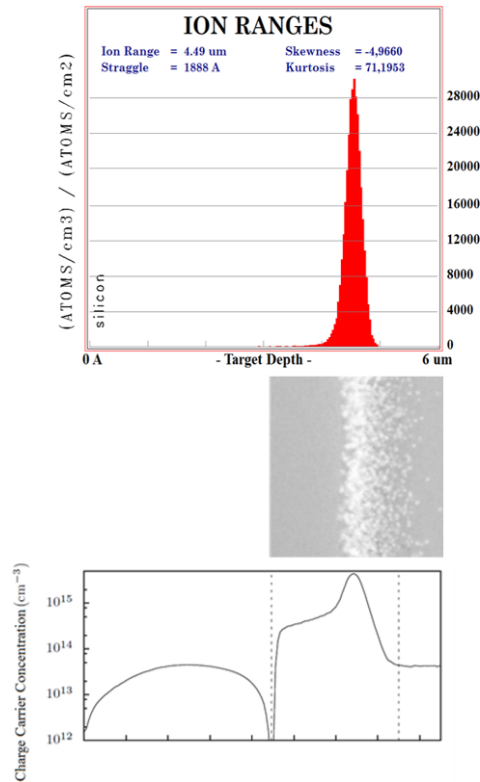 ION RANGES
Ion Range = 4.49 um Skewness = -4,9660
Straggle = 1888 A Kurtosis = 71,1953
(ATOMS/cm3) / (ATOMS/cm2)
28000
24000
20000
16000
12000
8000
4000
0
silicon
0 A - Target Depth - 6 um
Charge Carrier Concentration (cm⁻³)
10¹⁵
10¹⁴
10¹³
10¹²